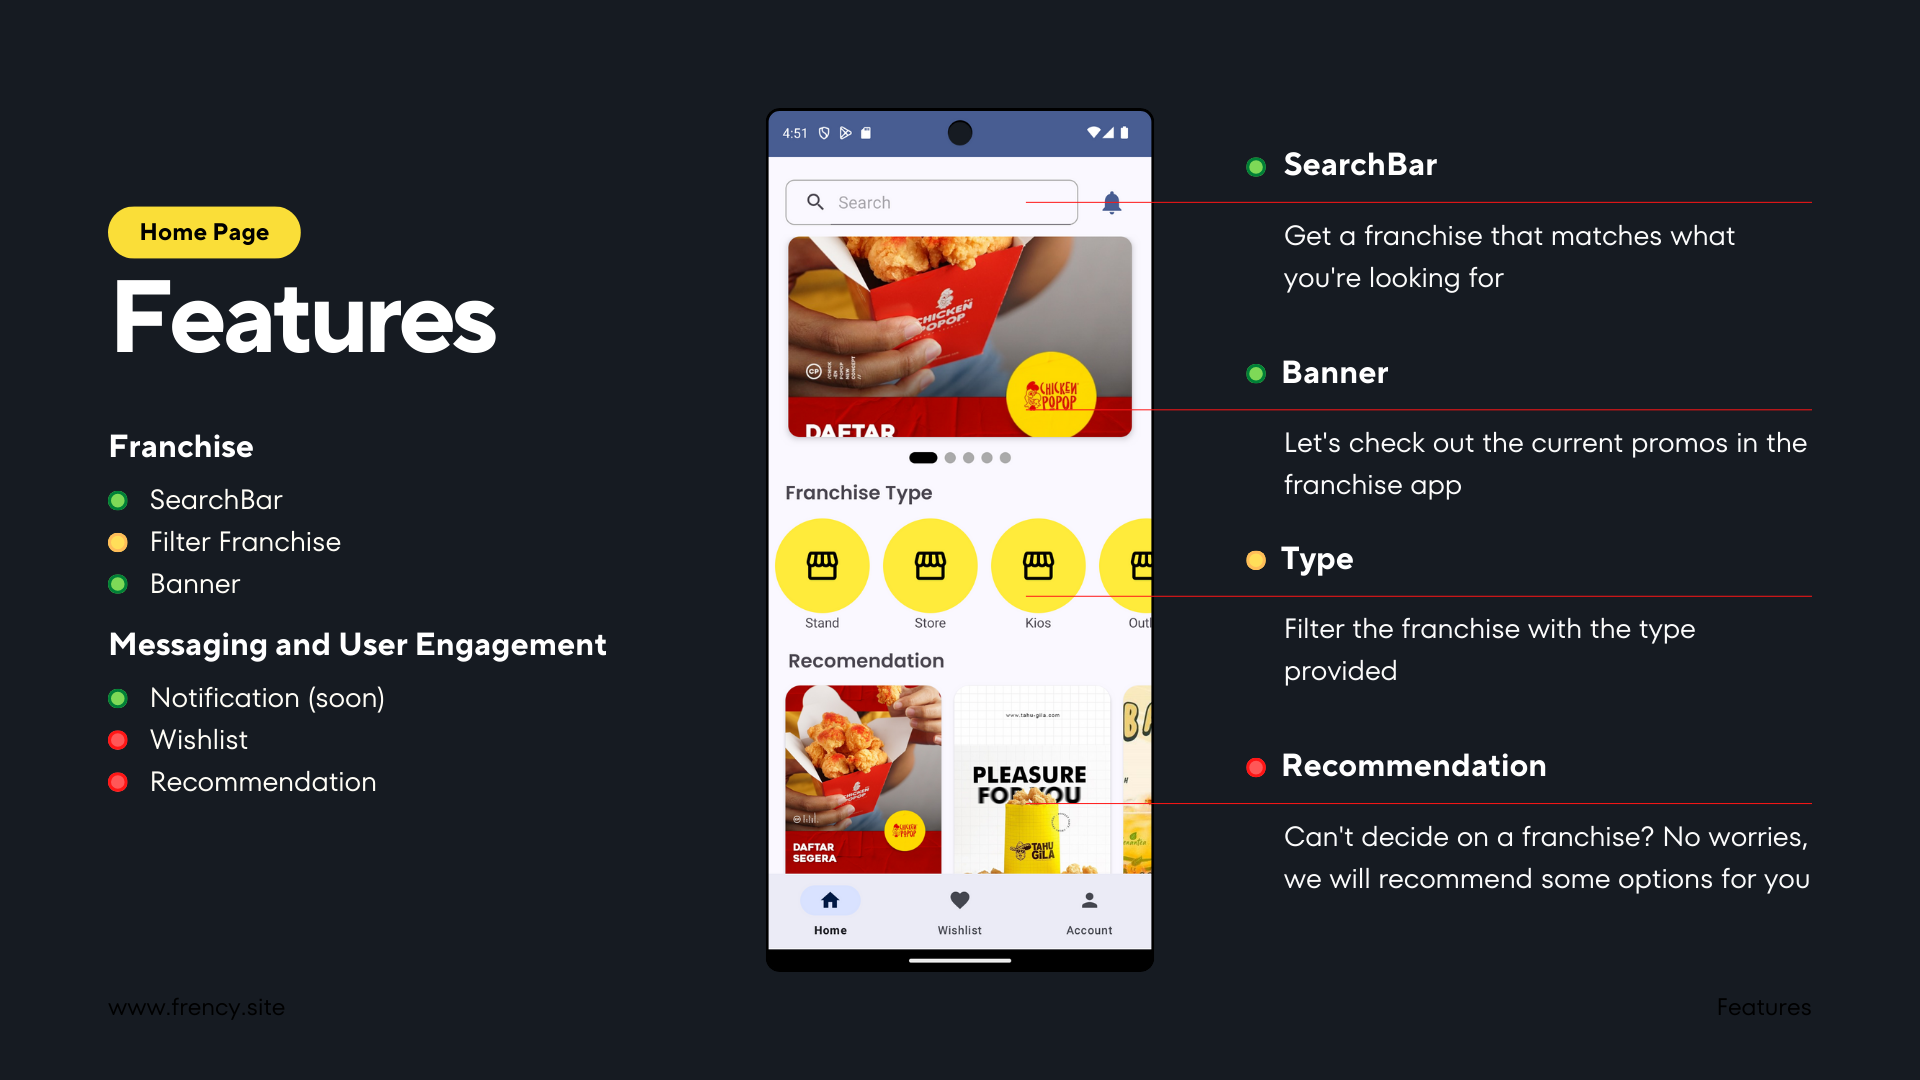 Home Page
Features
Franchise
SearchBar
Filter Franchise
Banner
Messaging and User Engagement
Notification (soon)
Wishlist
Recommendation
4:51
Search
CHICKEN
POPOP
CP
CHICKEN
POPOP
DAFTAR
Franchise Type
Stand
Store
Kios
Recomendation
CHICKEN
POPOP
CHICKEN
POPOP
DAFTAR
SEGERA
www.tahu-gila.com
PLEASURE
FOR YOU
TAHU
GILA
Home
Wishlist
Account
SearchBar
Get a franchise that matches what
you're looking for
Banner
Let's check out the current promos in the
franchise app
Type
Filter the franchise with the type
provided
Recommendation
Can't decide on a franchise? No worries,
we will recommend some options for you
www.frency.site
Features